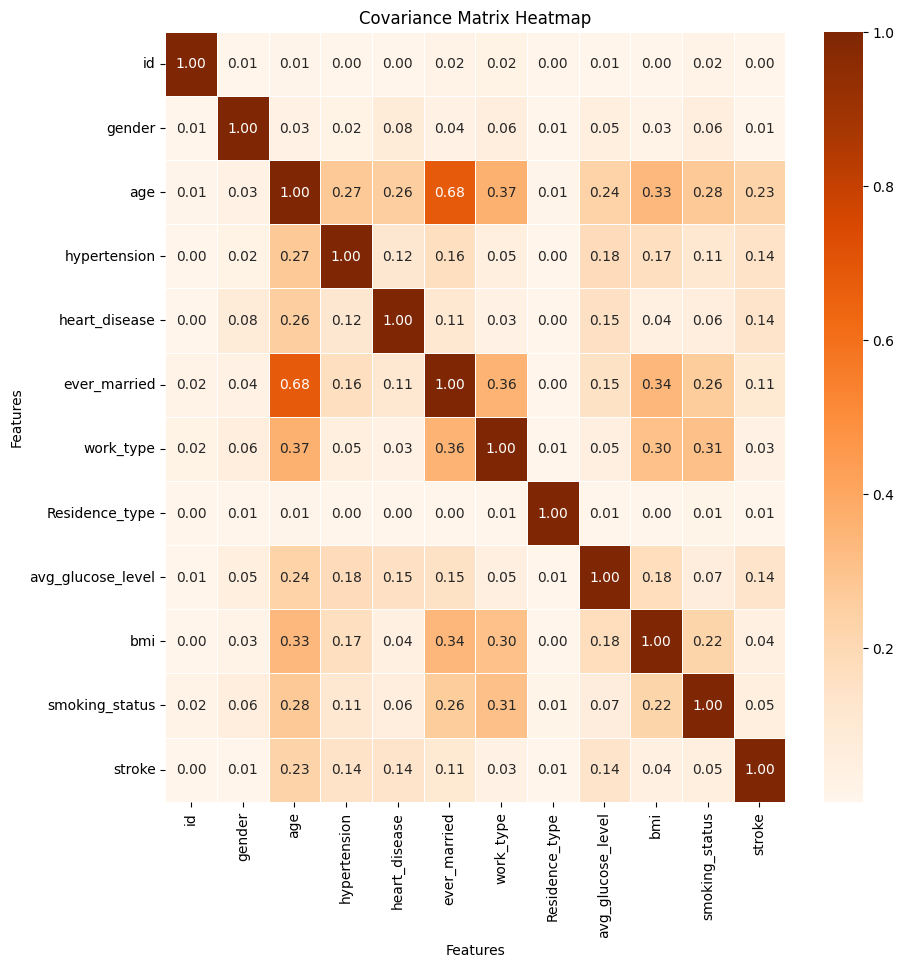 Covariance Matrix Heatmap
Features
id 1.00 0.01 0.01 0.00 0.00 0.02 0.02 0.00 0.01 0.00 0.02 0.00
gender 0.01 1.00 0.03 0.02 0.08 0.04 0.06 0.01 0.05 0.03 0.06 0.01
age 0.01 0.03 1.00 0.27 0.26 0.68 0.37 0.01 0.24 0.33 0.28 0.23
hypertension 0.00 0.02 0.27 1.00 0.12 0.16 0.05 0.00 0.18 0.17 0.11 0.14
heart_disease 0.00 0.08 0.26 0.12 1.00 0.11 0.03 0.00 0.15 0.04 0.06 0.14
ever_married 0.02 0.04 0.68 0.16 0.11 1.00 0.36 0.00 0.15 0.34 0.26 0.11
work_type 0.02 0.06 0.37 0.05 0.03 0.36 1.00 0.01 0.05 0.30 0.31 0.03
Residence_type 0.00 0.01 0.01 0.00 0.00 0.00 0.01 1.00 0.01 0.00 0.01 0.01
avg_glucose_level 0.01 0.05 0.24 0.18 0.15 0.15 0.05 0.01 1.00 0.18 0.07 0.14
bmi 0.00 0.03 0.33 0.17 0.04 0.34 0.30 0.00 0.18 1.00 0.22 0.04
smoking_status 0.02 0.06 0.28 0.11 0.06 0.26 0.31 0.01 0.07 0.22 1.00 0.05
stroke 0.00 0.01 0.23 0.14 0.14 0.11 0.03 0.01 0.14 0.04 0.05 1.00
id
gender
age
hypertension
heart_disease
ever_married
work_type
Residence_type
avg_glucose_level
bmi
smoking_status
stroke
Features
1.0
0.8
0.6
0.4
0.2